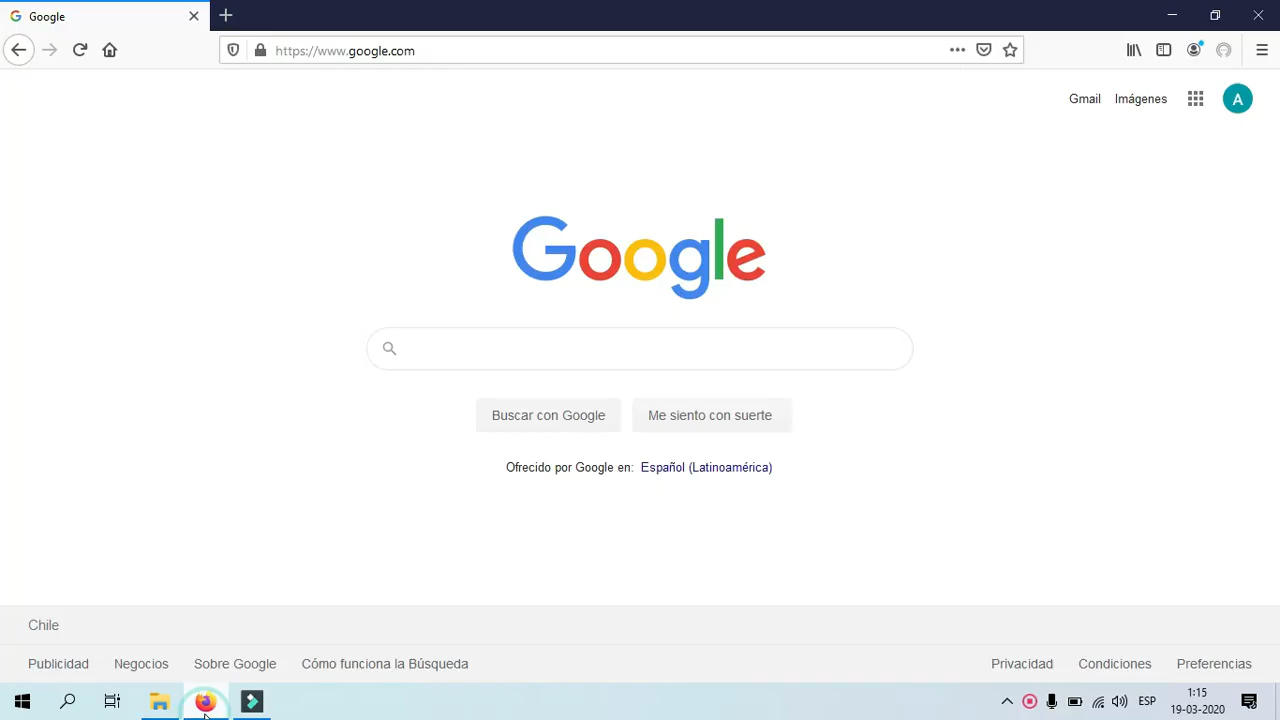 Google
https://www.google.com
Gmail
Imágenes
A
Google
Buscar con Google
Me siento con suerte
Ofrecido por Google en: Español (Latinoamérica)
Chile
Publicidad
Negocios
Sobre Google
Cómo funciona la Búsqueda
Privacidad
Condiciones
Preferencias
ESP
1:15
19-03-2020